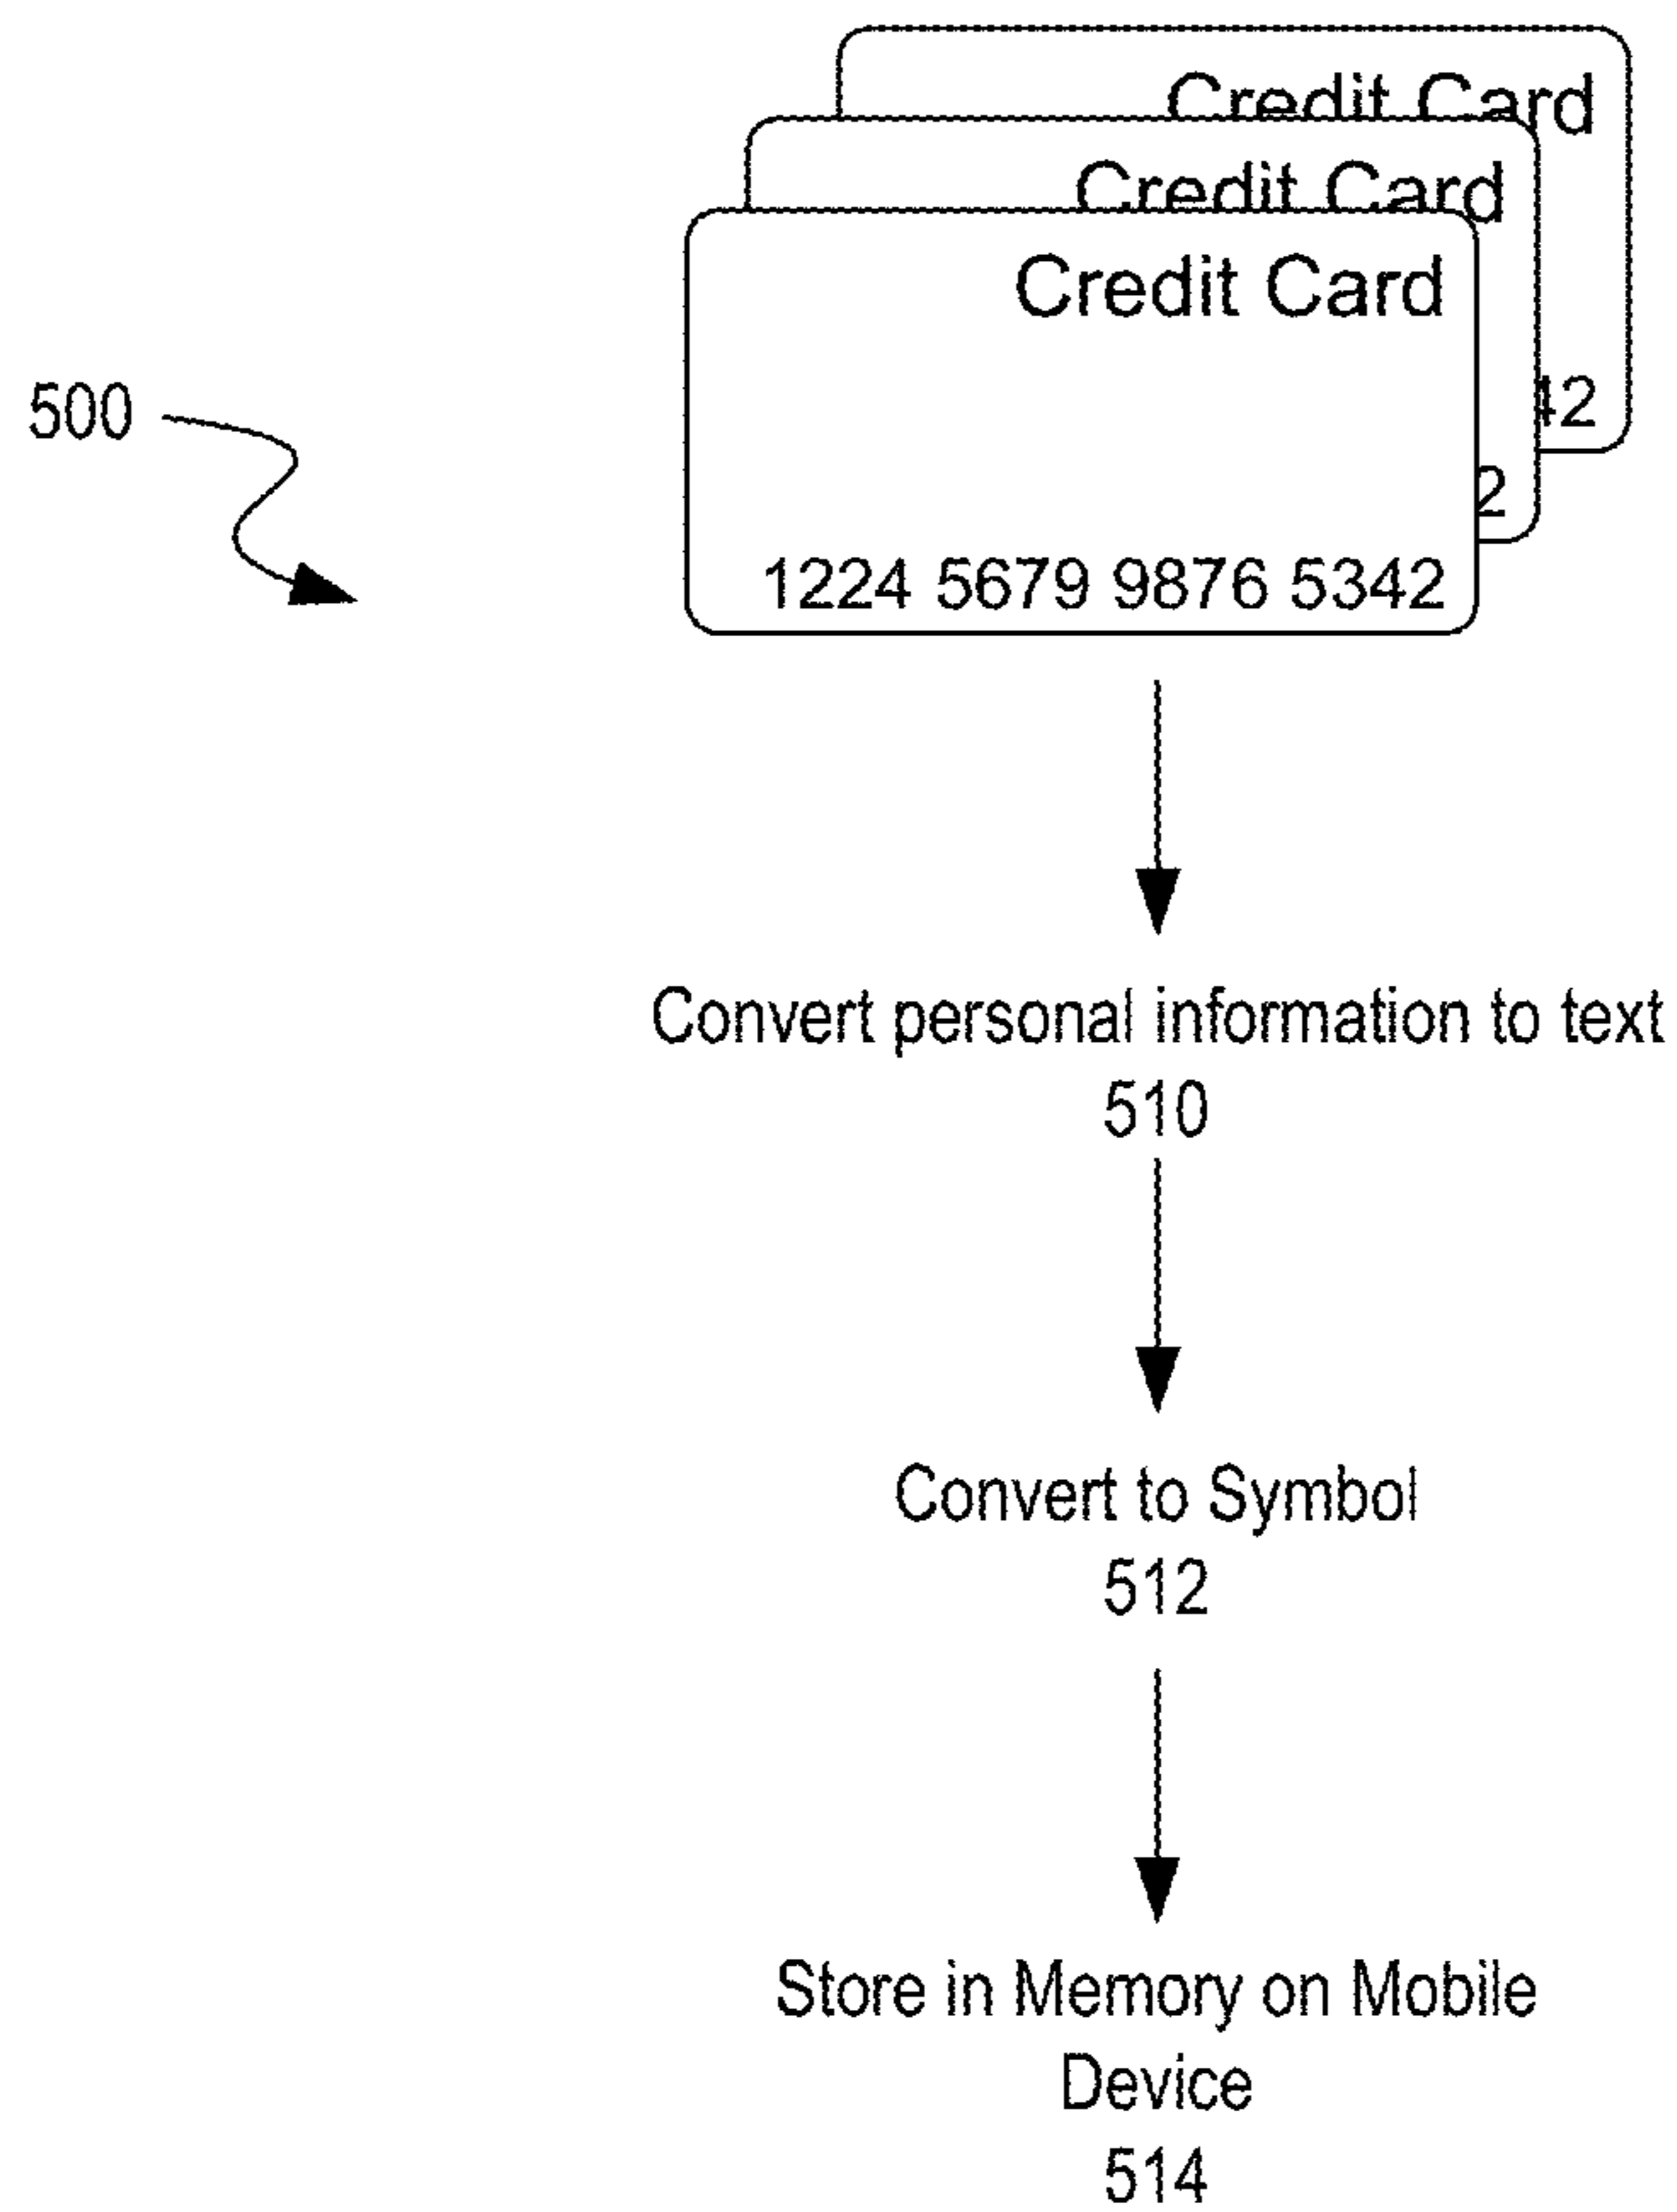 Credit Card
Credit Card
Credit Card
500
42
2
1224 5679 9876 5342
Convert personal information to text
510
Convert to Symbol
512
Store in Memory on Mobile
Device
514